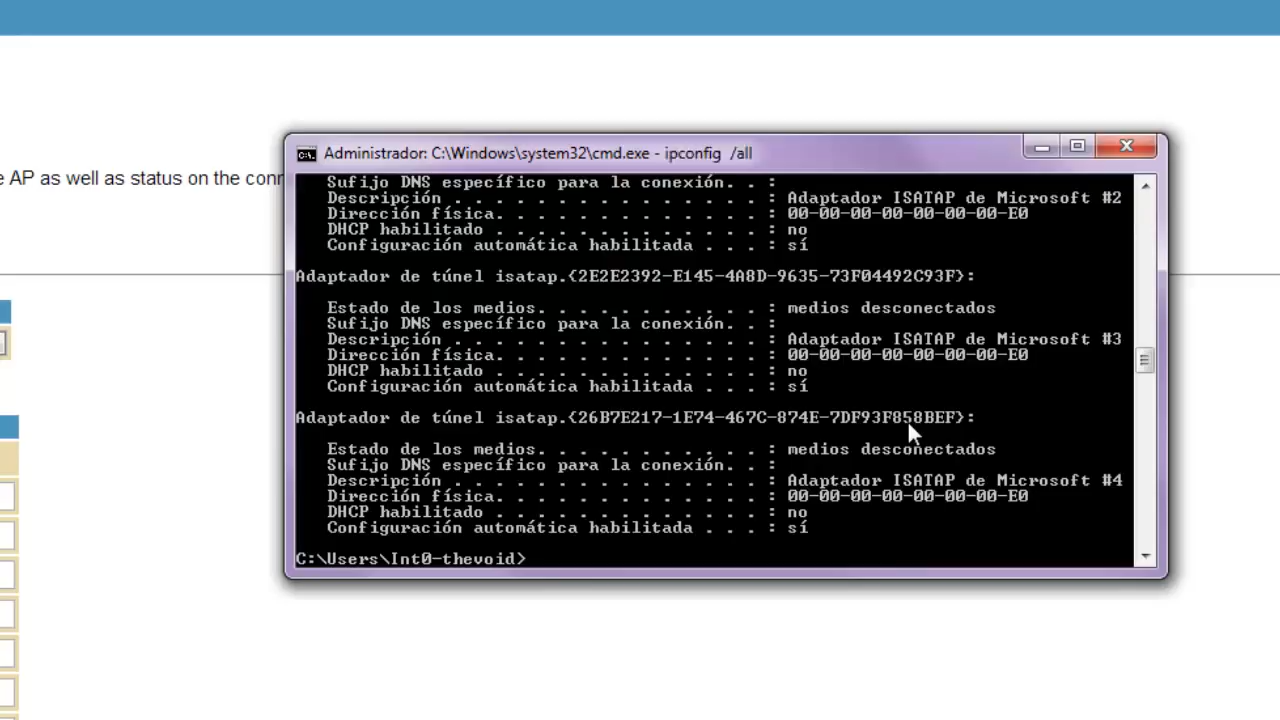 e AP as well as status on the conn
Administrador: C:\Windows\system32\cmd.exe - ipconfig /all
Sufijo DNS específico para la conexión. . :
Descripción . . . . . . . . . . . . . . . : Adaptador ISATAP de Microsoft #2
Dirección física. . . . . . . . . . . . . : 00-00-00-00-00-00-00-E0
DHCP habilitado . . . . . . . . . . . . . : no
Configuración automática habilitada . . . : sí
Adaptador de túnel isatap.{2E2E2392-E145-4A8D-9635-73F04492C93F}:
Estado de los medios. . . . . . . . . . . : medios desconectados
Sufijo DNS específico para la conexión. . :
Descripción . . . . . . . . . . . . . . . : Adaptador ISATAP de Microsoft #3
Dirección física. . . . . . . . . . . . . : 00-00-00-00-00-00-00-E0
DHCP habilitado . . . . . . . . . . . . . : no
Configuración automática habilitada . . . : sí
Adaptador de túnel isatap.{26B7E217-1E74-467C-874E-7DF93F858BEF}:
Estado de los medios. . . . . . . . . . . : medios desconectados
Sufijo DNS específico para la conexión. . :
Descripción . . . . . . . . . . . . . . . : Adaptador ISATAP de Microsoft #4
Dirección física. . . . . . . . . . . . . : 00-00-00-00-00-00-00-E0
DHCP habilitado . . . . . . . . . . . . . : no
Configuración automática habilitada . . . : sí
C:\Users\Int0-thevoid>